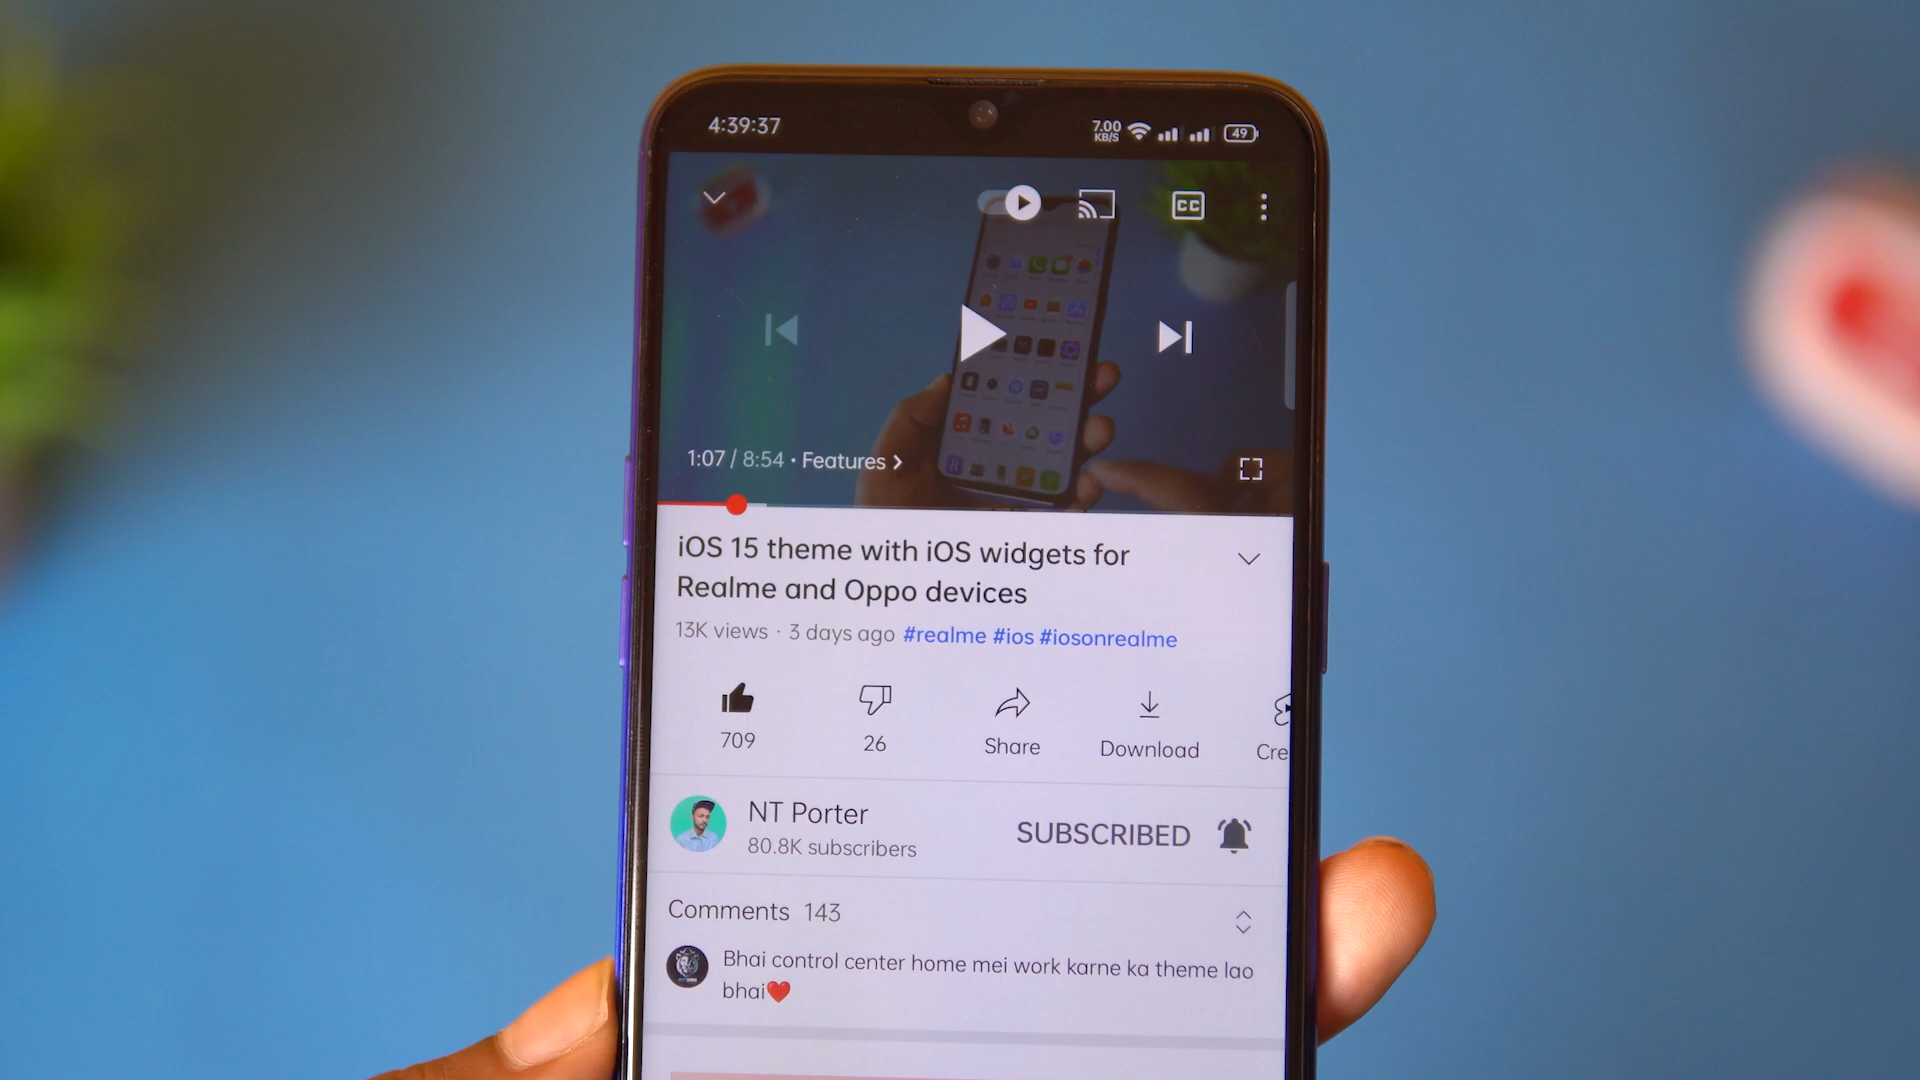 4:39:37
7.00
KB/S
49
CC
1:07 / 8:54 • Features
iOS 15 theme with iOS widgets for
Realme and Oppo devices
13K views · 3 days ago #realme #ios #iosonrealme
709
26
Share
Download
Cre
NT Porter
80.8K subscribers
SUBSCRIBED
Comments 143
Bhai control center home mei work karne ka theme lao
bhai❤️